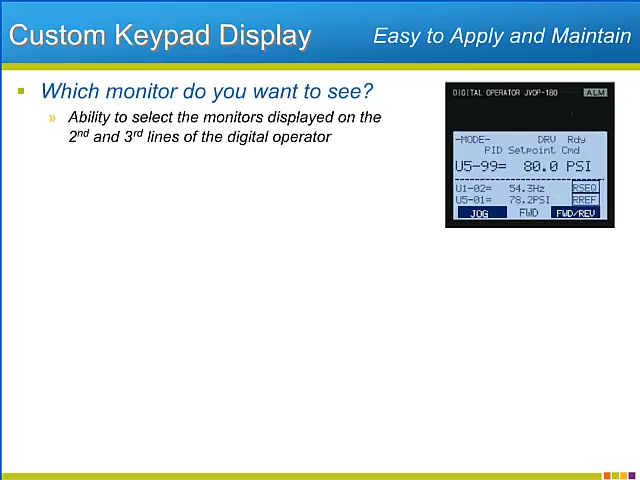 Custom Keypad Display
Easy to Apply and Maintain
Which monitor do you want to see?
» Ability to select the monitors displayed on the
2nd and 3rd lines of the digital operator
DIGITAL OPERATOR JVOP-180 ALM
-MODE- DRV Rdy
PID Setpoint Cmd
U5-99= 80.0 PSI
U1-02= 54.3Hz RSEQ
U5-01= 78.2PSI RREF
JOG FWD FWD/REV